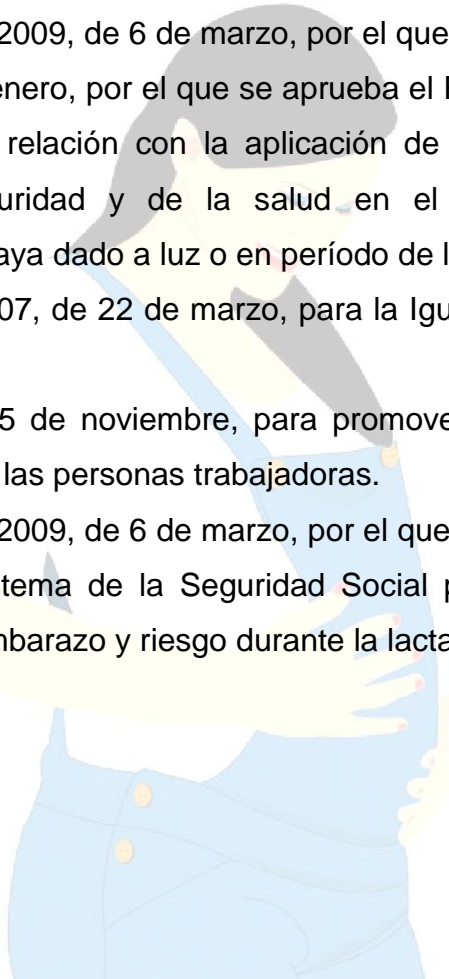 2009, de 6 de marzo, por el que
enero, por el que se aprueba el
relación con la aplicación de
uridad y de la salud en el
aya dado a luz o en período de l
07, de 22 de marzo, para la Igu
5 de noviembre, para promove
las personas trabajadoras.
2009, de 6 de marzo, por el que
tema de la Seguridad Social p
mbarazo y riesgo durante la lacta